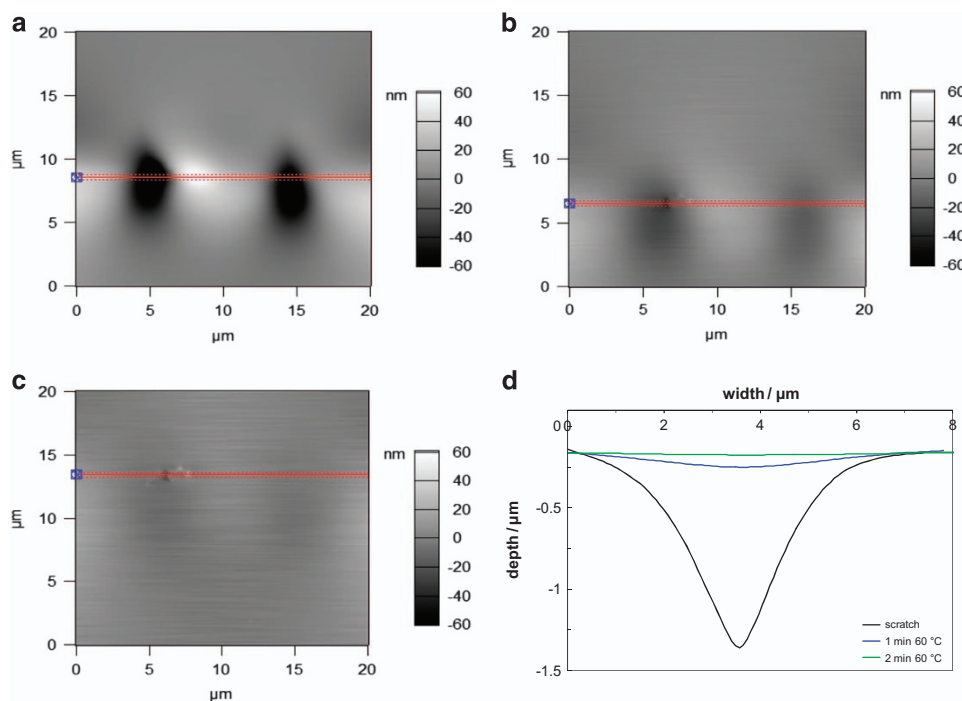 a
20
15
10
5
0
µm
0 5 10 15 20
µm
nm
60
40
20
0
-20
-40
-60
b
20
15
10
5
0
µm
0 5 10 15 20
µm
nm
60
40
20
0
-20
-40
-60
c
20
15
10
5
0
µm
0 5 10 15 20
µm
nm
60
40
20
0
-20
-40
-60
d
width / µm
0 0 2 4 6 8
-0.5
-1
-1.5
depth / µm
scratch
1 min 60 °C
2 min 60 °C